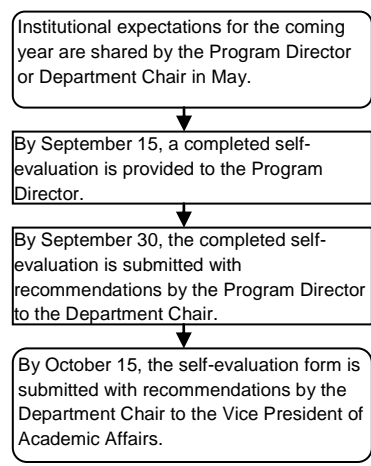 Institutional expectations for the coming
year are shared by the Program Director
or Department Chair in May.
By September 15, a completed self-
evaluation is provided to the Program
Director.
By September 30, the completed self-
evaluation is submitted with
recommendations by the Program Director
to the Department Chair.
By October 15, the self-evaluation form is
submitted with recommendations by the
Department Chair to the Vice President of
Academic Affairs.